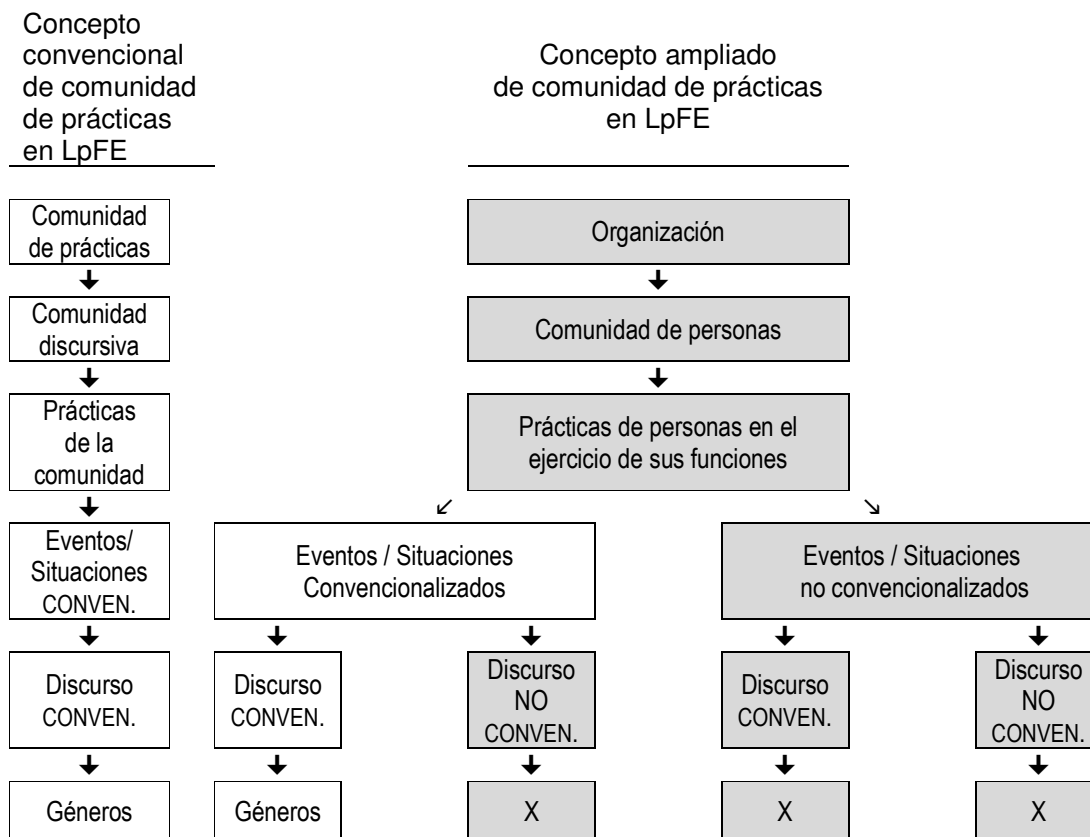 Concepto
convencional
de comunidad
de prácticas
en LpFE
Concepto ampliado
de comunidad de prácticas
en LpFE
Comunidad
de prácticas
Organización
Comunidad
discursiva
Comunidad de personas
Prácticas
de la
comunidad
Prácticas de personas en el
ejercicio de sus funciones
Eventos/
Situaciones
CONVEN.
Eventos / Situaciones
Convencionalizados
Eventos / Situaciones
no convencionalizados
Discurso
CONVEN.
Discurso
CONVEN.
Discurso
NO
CONVEN.
Discurso
CONVEN.
Discurso
NO
CONVEN.
Géneros
Géneros
X
X
X